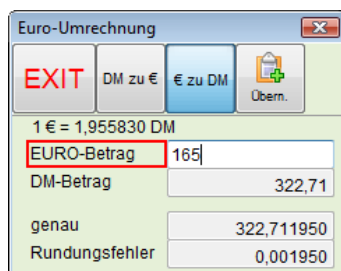 Euro-Umrechnung
EXIT DM zu € € zu DM Übern.
1 € = 1,955830 DM
EURO-Betrag 165
DM-Betrag 322,71
genau 322,711950
Rundungsfehler 0,001950